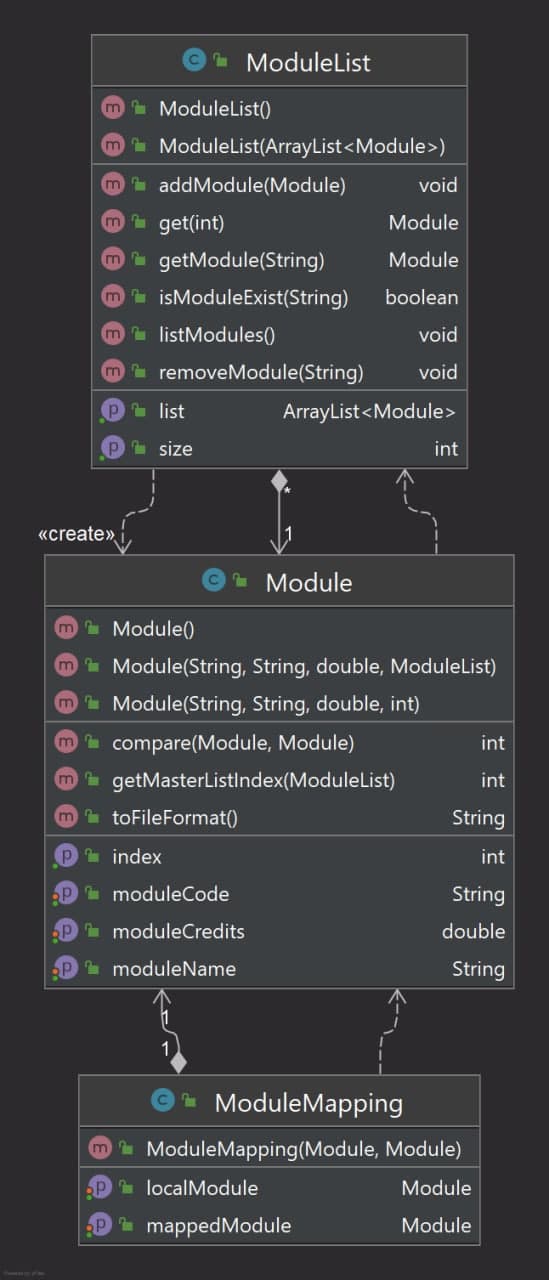 ModuleList
ModuleList()
ModuleList(ArrayList<Module>)
addModule(Module) void
get(int) Module
getModule(String) Module
isModuleExist(String) boolean
listModules() void
removeModule(String) void
list ArrayList<Module>
size int
*
«create» 1
Module
Module()
Module(String, String, double, ModuleList)
Module(String, String, double, int)
compare(Module, Module) int
getMasterListIndex(ModuleList) int
toFileFormat() String
index int
moduleCode String
moduleCredits double
moduleName String
1
1
ModuleMapping
ModuleMapping(Module, Module)
localModule Module
mappedModule Module
Powered by yFiles